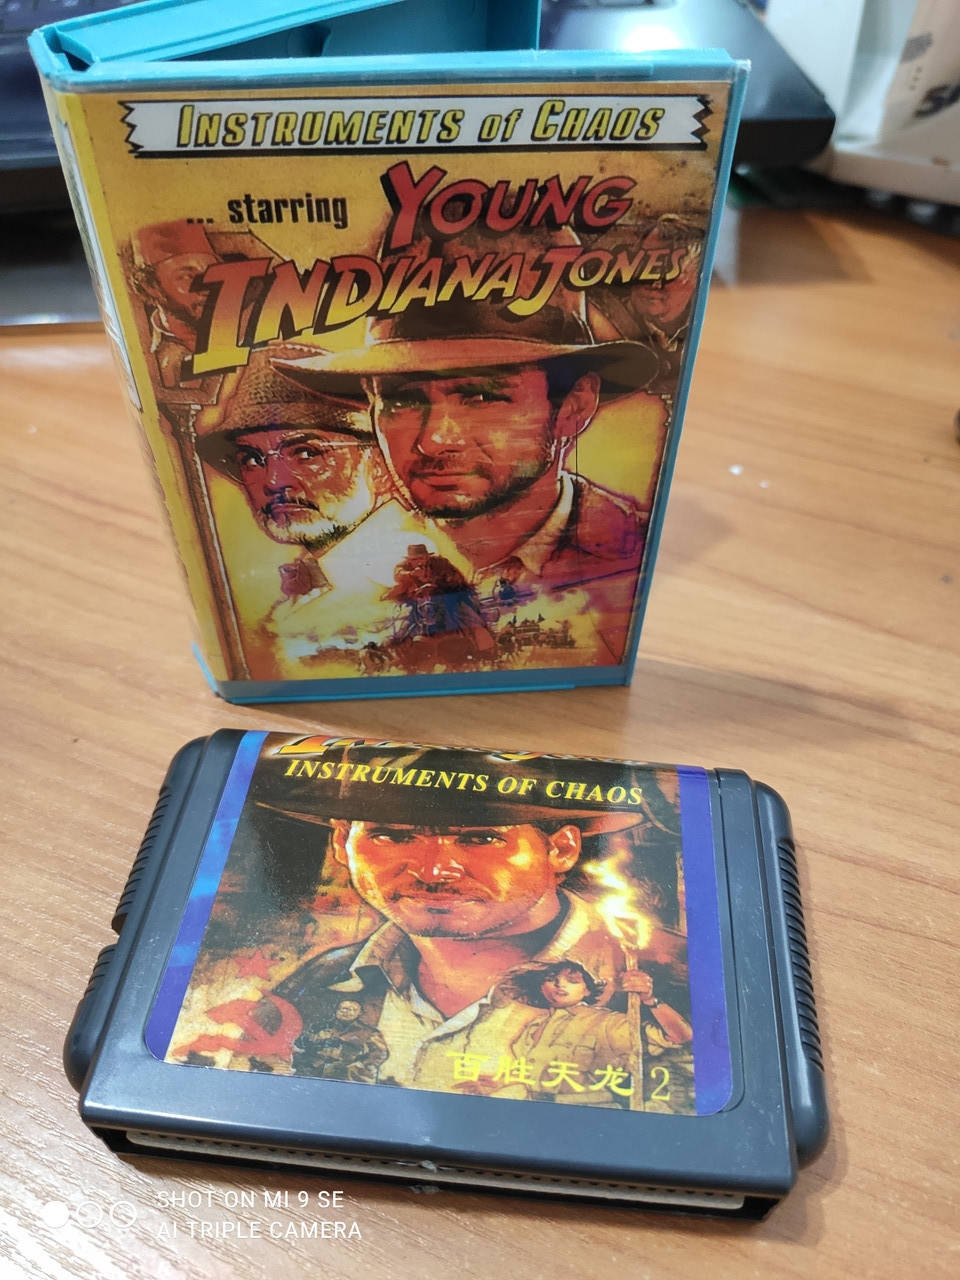 INSTRUMENTS of CHAOS
... starring YOUNG
INDIANA JONES
INSTRUMENTS OF CHAOS
百胜天龙 2
SHOT ON MI 9 SE
AI TRIPLE CAMERA